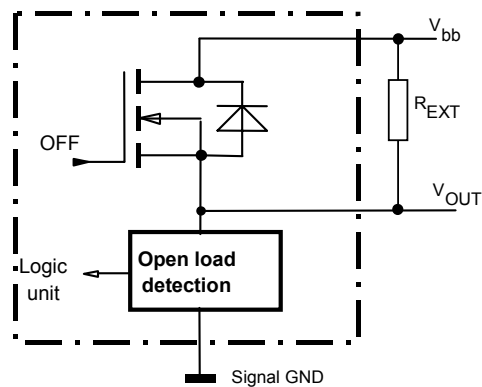 V_bb
R_EXT
OFF
V_OUT
Open load
detection
Logic
unit
Signal GND